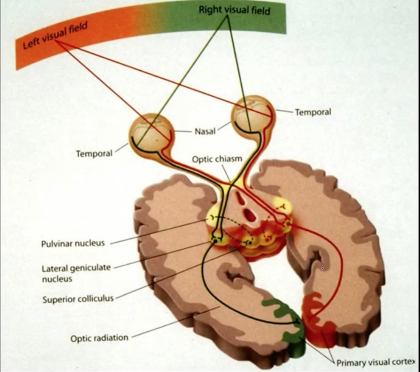 Left visual field
Right visual field
Temporal
Nasal
Temporal
Optic chiasm
Pulvinar nucleus
Lateral geniculate
nucleus
Superior colliculus
Optic radiation
Primary visual cortex